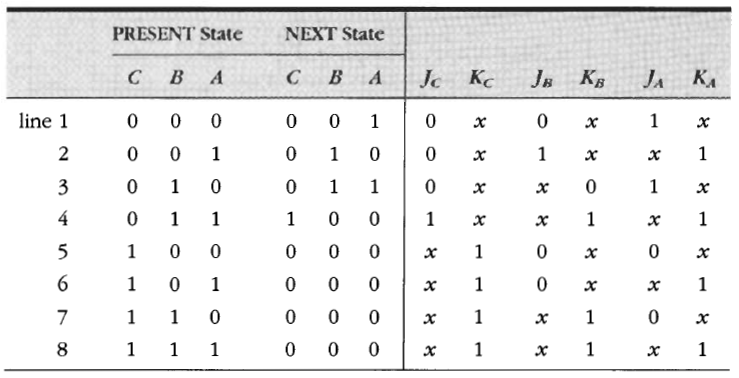 PRESENT State NEXT State
C B A C B A J_C K_C J_B K_B J_A K_A
line 1 0 0 0 0 0 1 0 x 0 x 1 x
2 0 0 1 0 1 0 0 x 1 x x 1
3 0 1 0 0 1 1 0 x x 0 1 x
4 0 1 1 1 0 0 1 x x 1 x 1
5 1 0 0 0 0 0 x 1 0 x 0 x
6 1 0 1 0 0 0 x 1 0 x x 1
7 1 1 0 0 0 0 x 1 x 1 0 x
8 1 1 1 0 0 0 x 1 x 1 x 1